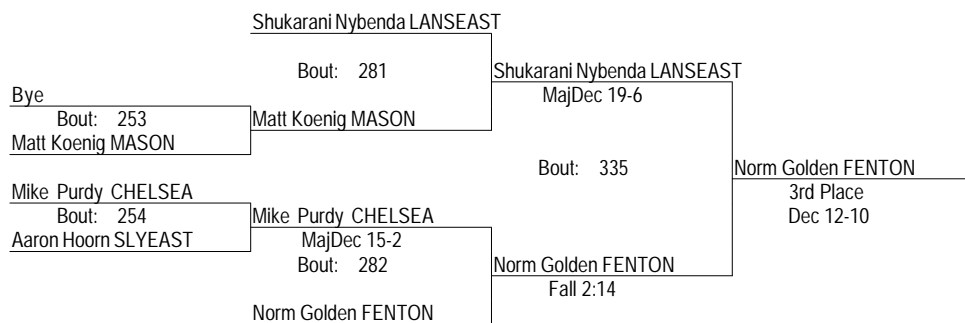 Shukarani Nybenda LANSEAST
Bout: 281
Shukarani Nybenda LANSEAST
MajDec 19-6
Bye
Bout: 253
Matt Koenig MASON
Matt Koenig MASON
Bout: 335
Norm Golden FENTON
3rd Place
Dec 12-10
Mike Purdy CHELSEA
Bout: 254
Aaron Hoorn SLYEAST
Mike Purdy CHELSEA
MajDec 15-2
Bout: 282
Norm Golden FENTON
Fall 2:14
Norm Golden FENTON